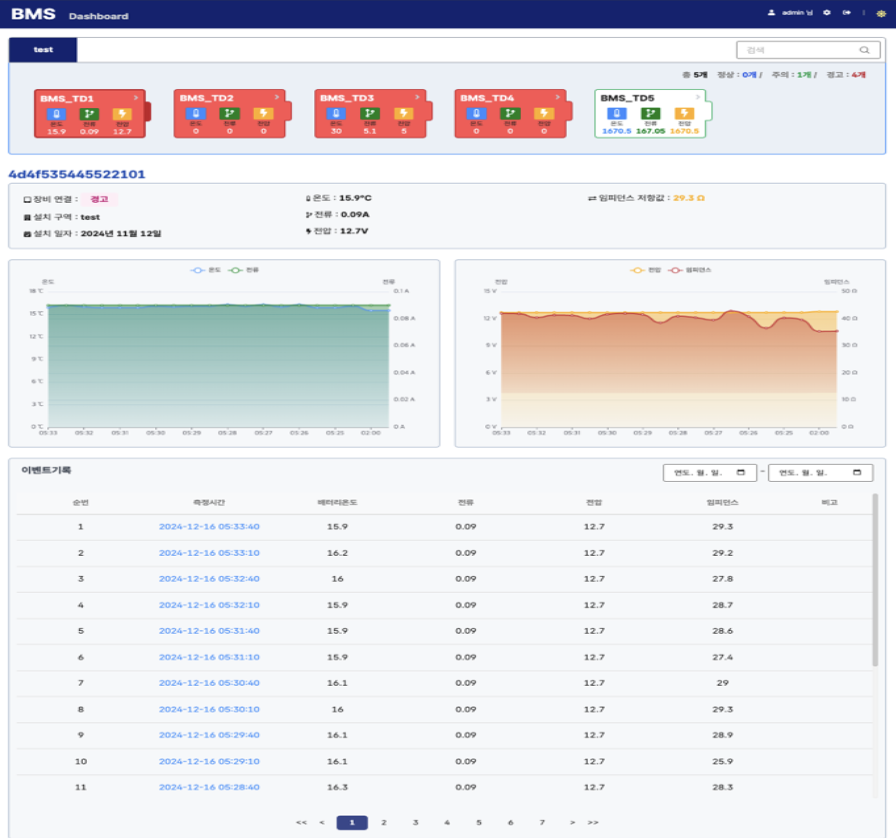 BMS Dashboard admin 님
test 검색
총 5개 정상 : 0개 / 주의 : 1개 / 경고 : 4개
BMS_TD1 > BMS_TD2 > BMS_TD3 > BMS_TD4 > BMS_TD5 >
온도 전류 전압 온도 전류 전압 온도 전류 전압 온도 전류 전압 온도 전류 전압
15.9 0.09 12.7 0 0 0 30 5.1 5 0 0 0 1670.5 167.05 1670.5
4d4f535445522101
장비 연결 : 경고 온도 : 15.9°C 임피던스 저항값 : 29.3 Ω
설치 구역 : test 전류 : 0.09A
설치 일자 : 2024년 11월 12일 전압 : 12.7V
온도 전류
온도 전류
18 ℃ 0.1 A
15 ℃ 0.08 A
12 ℃ 0.06 A
9 ℃ 0.04 A
6 ℃ 0.02 A
3 ℃ 0 A
0 ℃
05:33 05:32 05:31 05:30 05:29 05:28 05:27 05:26 05:25 02:00
전압 임피던스
전압 임피던스
15 V 50 Ω
12 V 40 Ω
9 V 30 Ω
6 V 20 Ω
3 V 10 Ω
0 V 0 Ω
05:33 05:32 05:31 05:30 05:29 05:28 05:27 05:26 05:25 02:00
이벤트기록 연도. 월. 일. ~ 연도. 월. 일.
순번 측정시간 배터리온도 전류 전압 임피던스 비고
1 2024-12-16 05:33:40 15.9 0.09 12.7 29.3
2 2024-12-16 05:33:10 16.2 0.09 12.7 29.2
3 2024-12-16 05:32:40 16 0.09 12.7 27.8
4 2024-12-16 05:32:10 15.9 0.09 12.7 28.7
5 2024-12-16 05:31:40 15.9 0.09 12.7 28.6
6 2024-12-16 05:31:10 15.9 0.09 12.7 27.4
7 2024-12-16 05:30:40 16.1 0.09 12.7 29
8 2024-12-16 05:30:10 16 0.09 12.7 29.3
9 2024-12-16 05:29:40 16.1 0.09 12.7 28.9
10 2024-12-16 05:29:10 16.1 0.09 12.7 25.9
11 2024-12-16 05:28:40 16.3 0.09 12.7 28.3
<< < 1 2 3 4 5 6 7 > >>